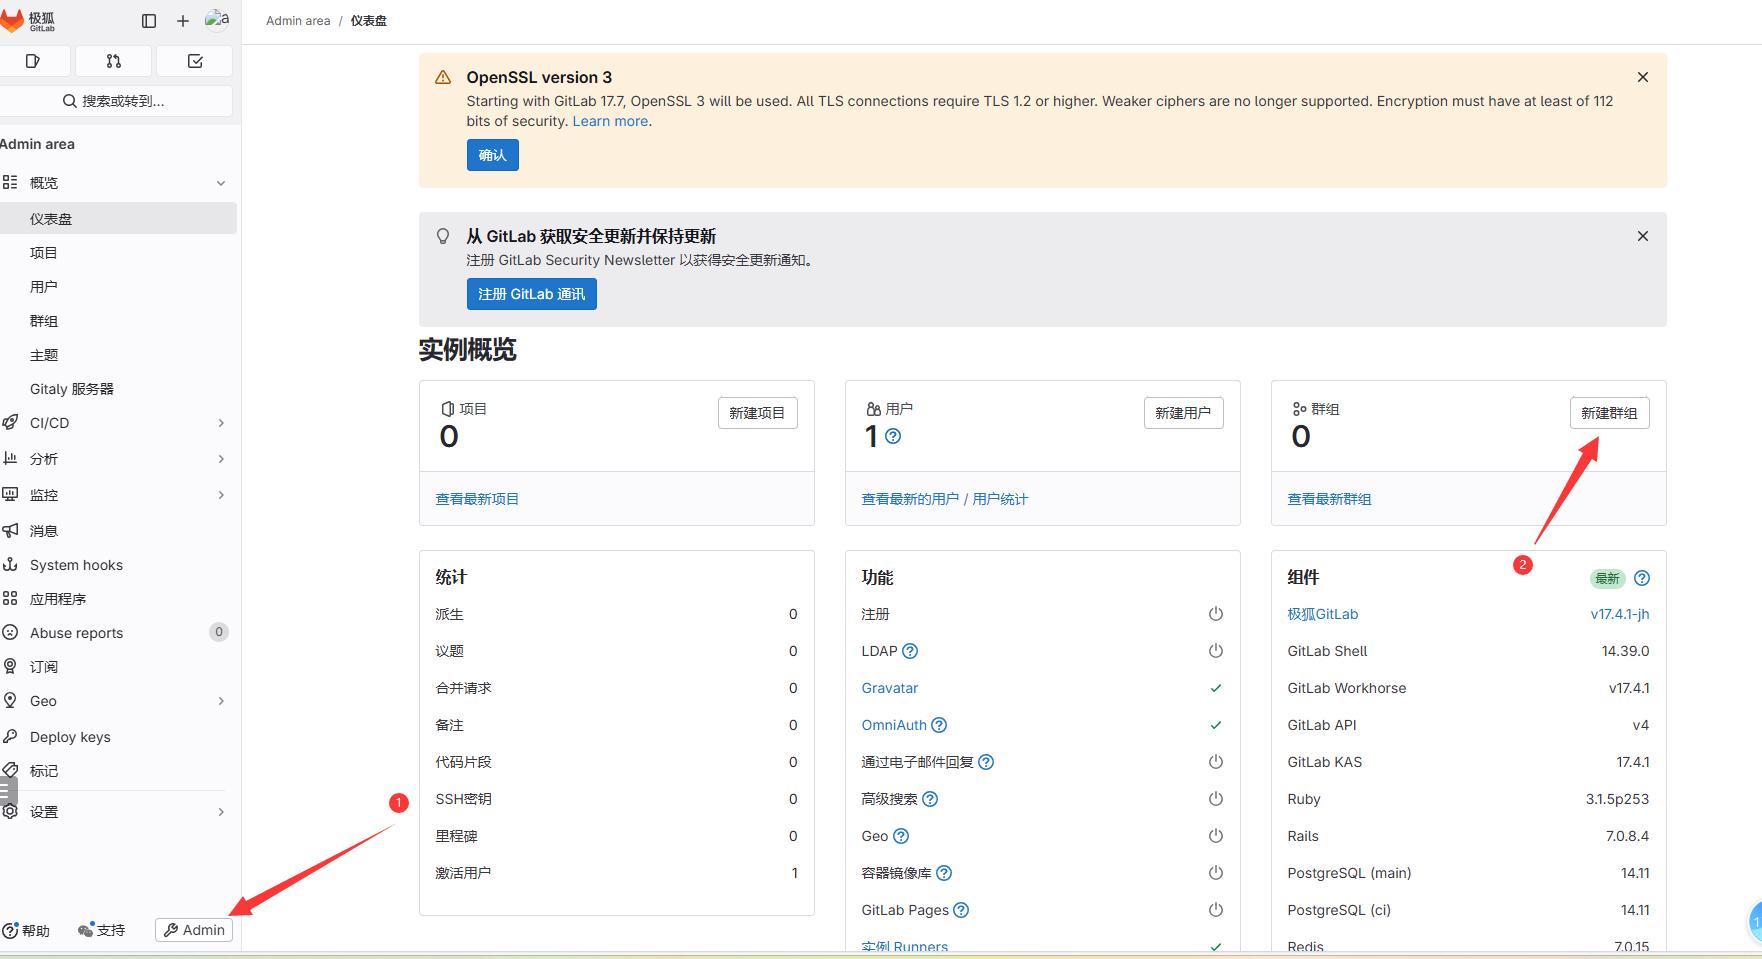 极狐
GitLab
a
Admin area / 仪表盘
搜索或转到...
Admin area
概览
仪表盘
项目
用户
群组
主题
Gitaly 服务器
CI/CD
分析
监控
消息
System hooks
应用程序
Abuse reports 0
订阅
Geo
Deploy keys
标记
设置
帮助 支持 Admin
OpenSSL version 3
Starting with GitLab 17.7, OpenSSL 3 will be used. All TLS connections require TLS 1.2 or higher. Weaker ciphers are no longer supported. Encryption must have at least of 112
bits of security. Learn more.
确认
从 GitLab 获取安全更新并保持更新
注册 GitLab Security Newsletter 以获得安全更新通知。
注册 GitLab 通讯
实例概览
项目 新建项目
0
查看最新项目
用户 新建用户
1
查看最新的用户 / 用户统计
群组 新建群组
0
查看最新群组
2
1
统计
派生 0
议题 0
合并请求 0
备注 0
代码片段 0
SSH密钥 0
里程碑 0
激活用户 1
功能
注册
LDAP
Gravatar
OmniAuth
通过电子邮件回复
高级搜索
Geo
容器镜像库
GitLab Pages
实例 Runners
组件 最新
极狐GitLab v17.4.1-jh
GitLab Shell 14.39.0
GitLab Workhorse v17.4.1
GitLab API v4
GitLab KAS 17.4.1
Ruby 3.1.5p253
Rails 7.0.8.4
PostgreSQL (main) 14.11
PostgreSQL (ci) 14.11
Redis 7.0.15